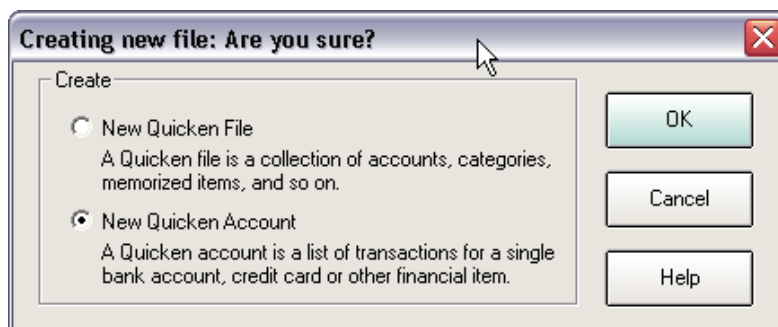 Creating new file: Are you sure?
Create
New Quicken File
A Quicken file is a collection of accounts, categories,
memorized items, and so on.
New Quicken Account
A Quicken account is a list of transactions for a single
bank account, credit card or other financial item.
OK
Cancel
Help